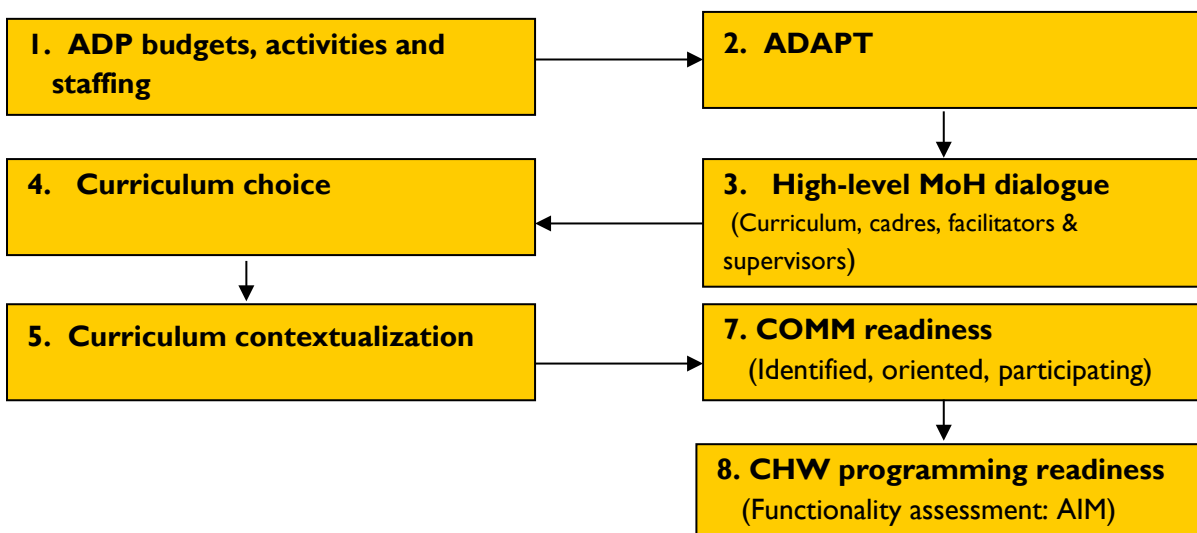 1. ADP budgets, activities and
staffing
2. ADAPT
3. High-level MoH dialogue
(Curriculum, cadres, facilitators &
supervisors)
4. Curriculum choice
5. Curriculum contextualization
7. COMM readiness
(Identified, oriented, participating)
8. CHW programming readiness
(Functionality assessment: AIM)